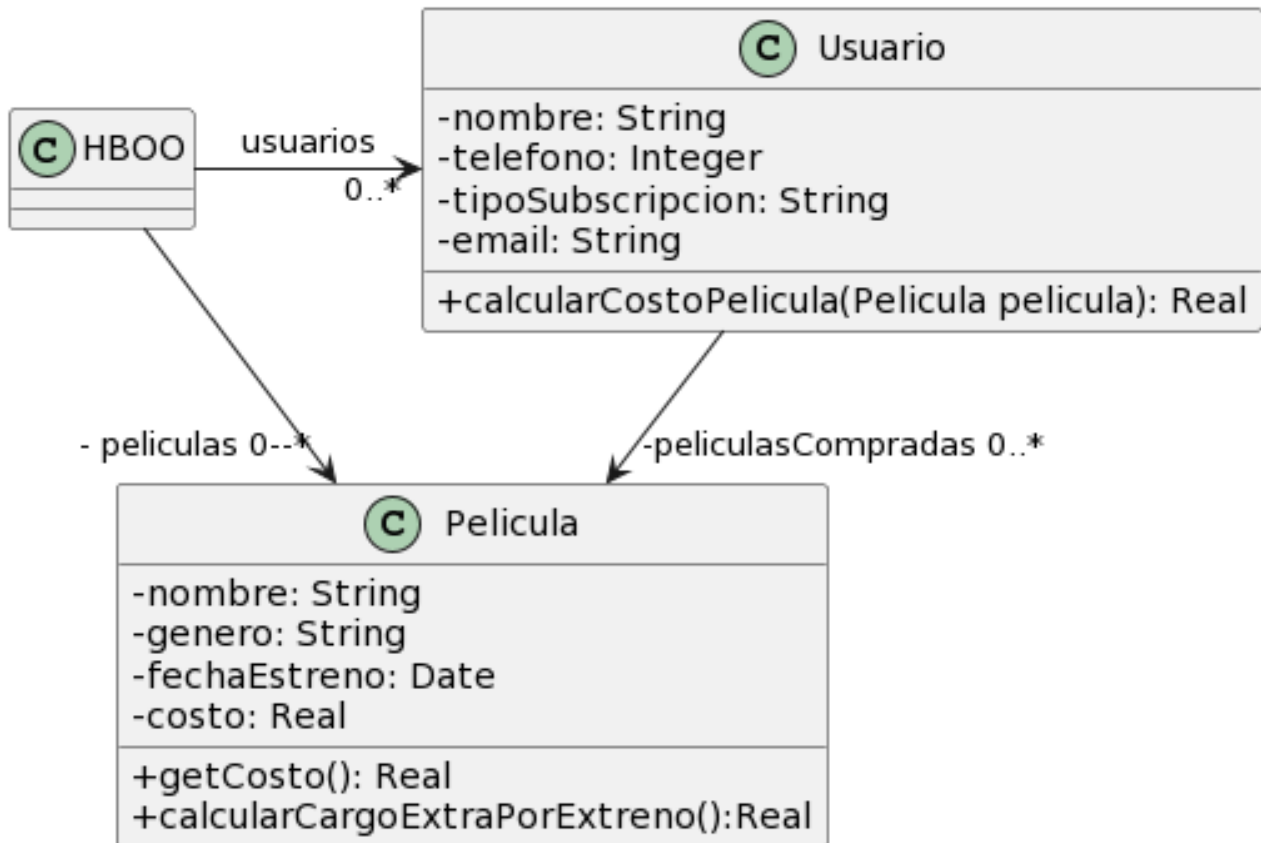 C Usuario
-nombre: String
-telefono: Integer
-tipoSubscripcion: String
-email: String
+calcularCostoPelicula(Pelicula pelicula): Real
C HBOO
usuarios
0..*
- peliculas 0--*
-peliculasCompradas 0..*
C Pelicula
-nombre: String
-genero: String
-fechaEstreno: Date
-costo: Real
+getCosto(): Real
+calcularCargoExtraPorExtreno():Real